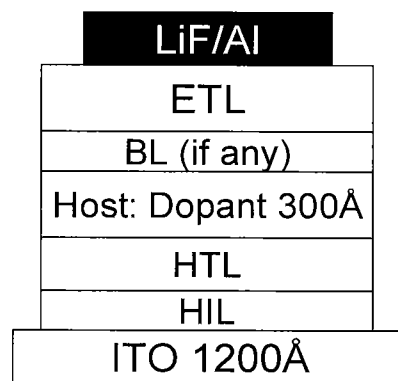 LiF/Al
ETL
BL (if any)
Host: Dopant 300Å
HTL
HIL
ITO 1200Å